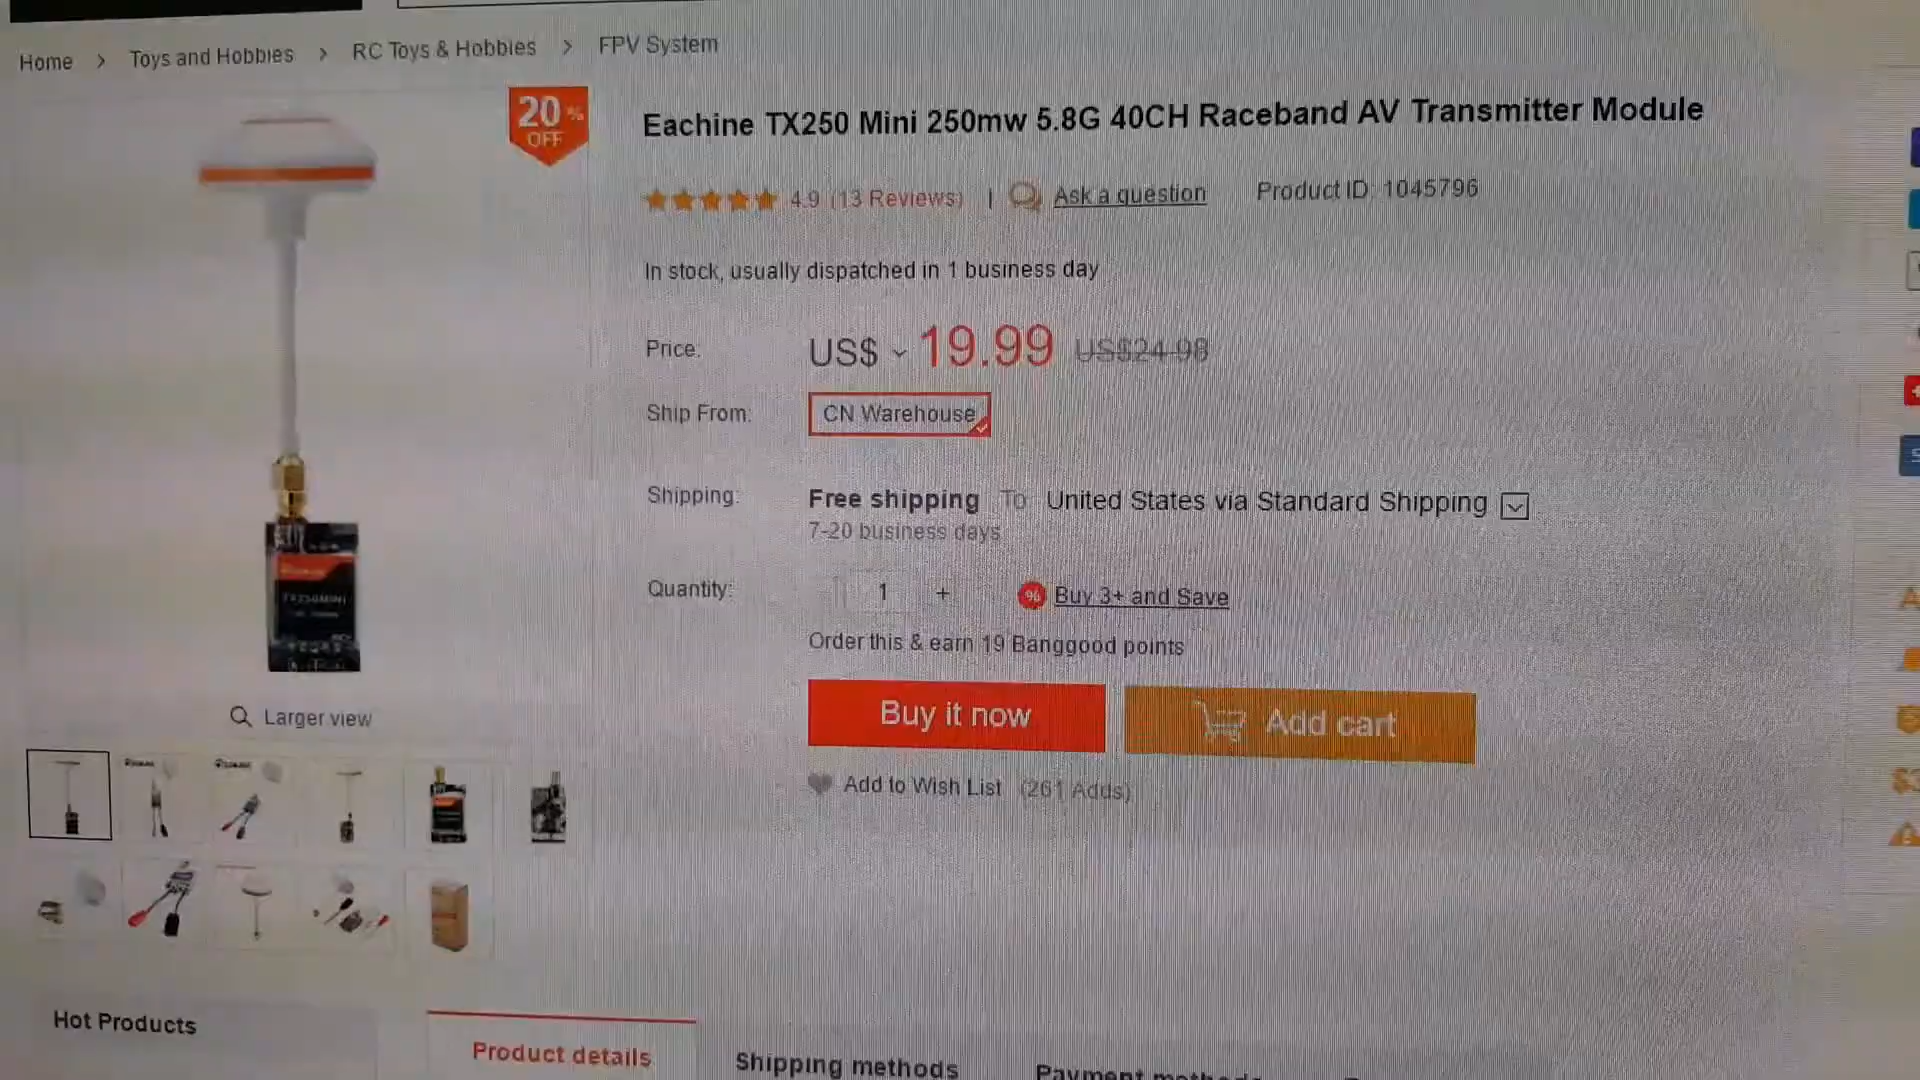 Home > Toys and Hobbies > RC Toys & Hobbies > FPV System
20% OFF
Eachine TX250 Mini 250mw 5.8G 40CH Raceband AV Transmitter Module
4.9 (13 Reviews) | Ask a question Product ID: 1045796
In stock, usually dispatched in 1 business day
Price: US$ 19.99 US$24.98
Ship From: CN Warehouse
Shipping: Free shipping To United States via Standard Shipping
7-20 business days
Quantity: 1 + % Buy 3+ and Save
Order this & earn 19 Banggood points
Buy it now Add cart
Add to Wish List (261 Adds)
TX250MINI
Larger view
Hot Products
Product details Shipping methods Payment methods